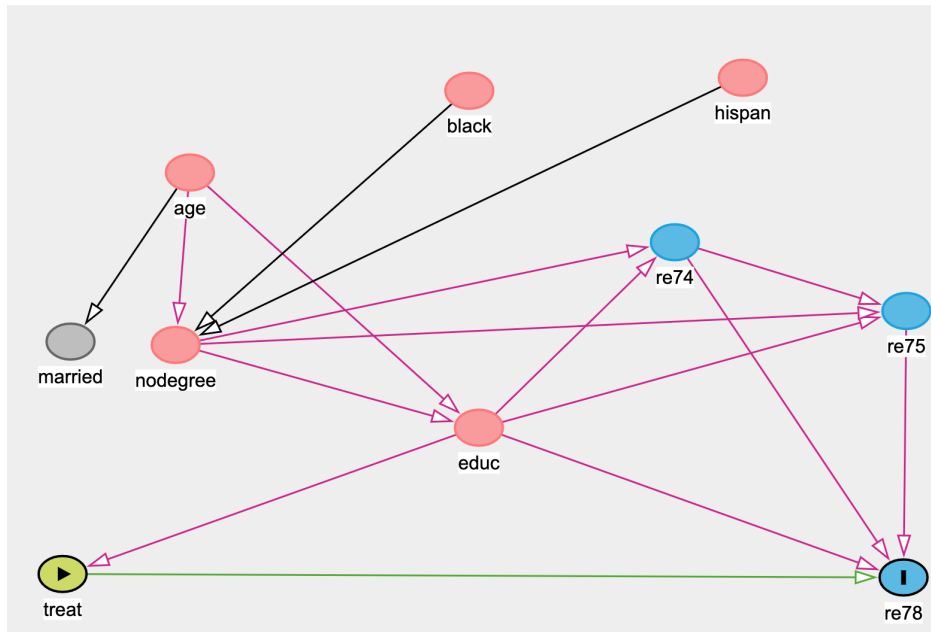 black
hispan
age
re74
re75
married
nodegree
educ
treat
re78